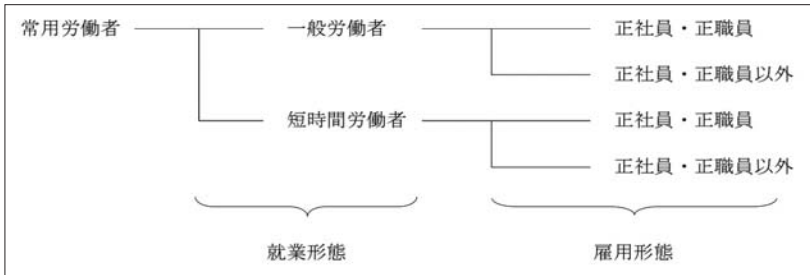 常用労働者 一般労働者 正社員・正職員
正社員・正職員以外
短時間労働者 正社員・正職員
正社員・正職員以外
就業形態 雇用形態